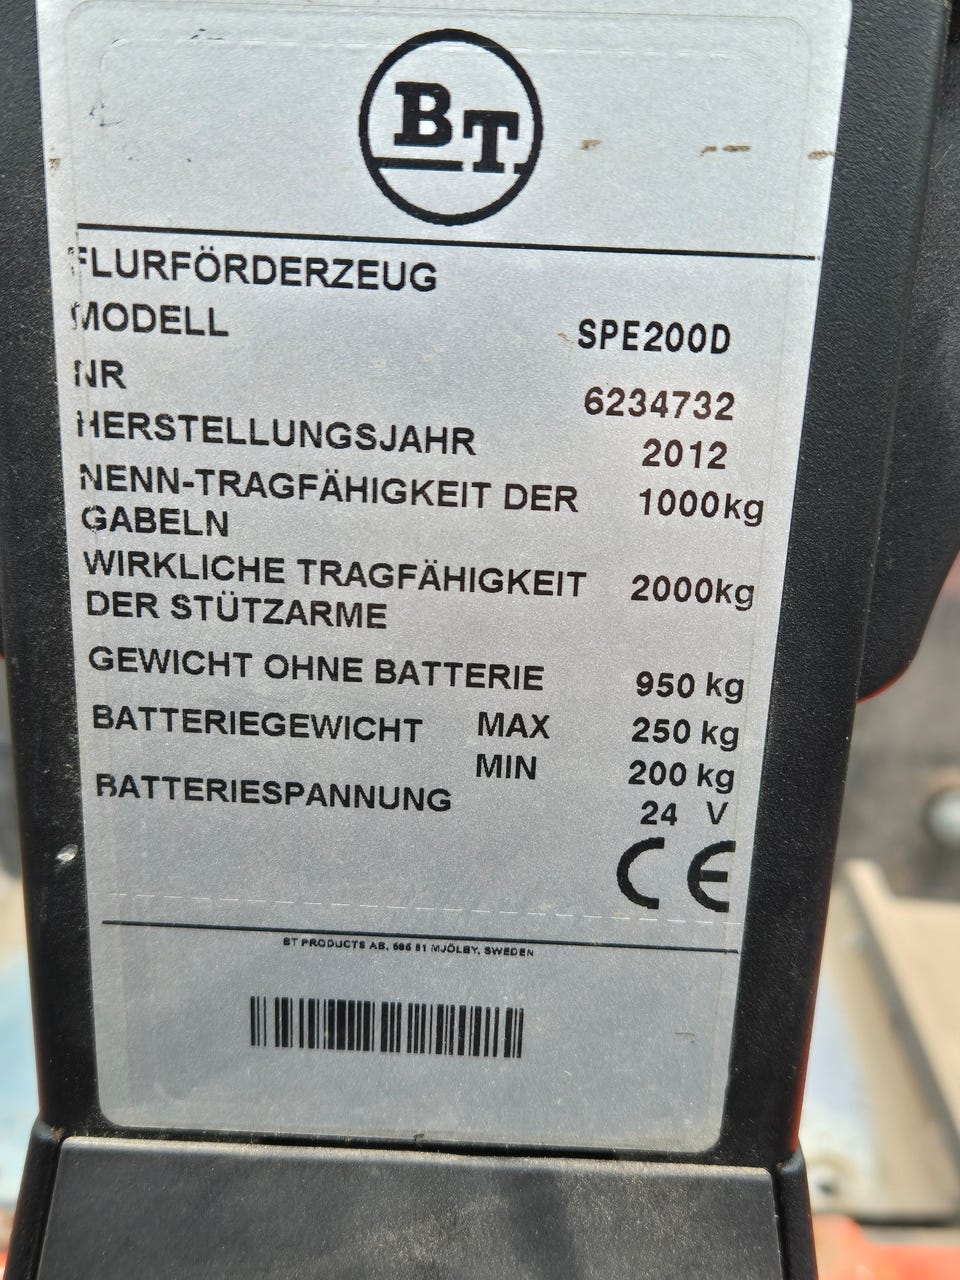 BT
FLURFÖRDERZEUG
MODELL SPE200D
NR 6234732
HERSTELLUNGSJAHR 2012
NENN-TRAGFÄHIGKEIT DER 1000kg
GABELN
WIRKLICHE TRAGFÄHIGKEIT 2000kg
DER STÜTZARME
GEWICHT OHNE BATTERIE 950 kg
BATTERIEGEWICHT MAX 250 kg
MIN 200 kg
BATTERIESPANNUNG 24 V
CE
BT PRODUCTS AB, 595 81 MJÖLBY, SWEDEN